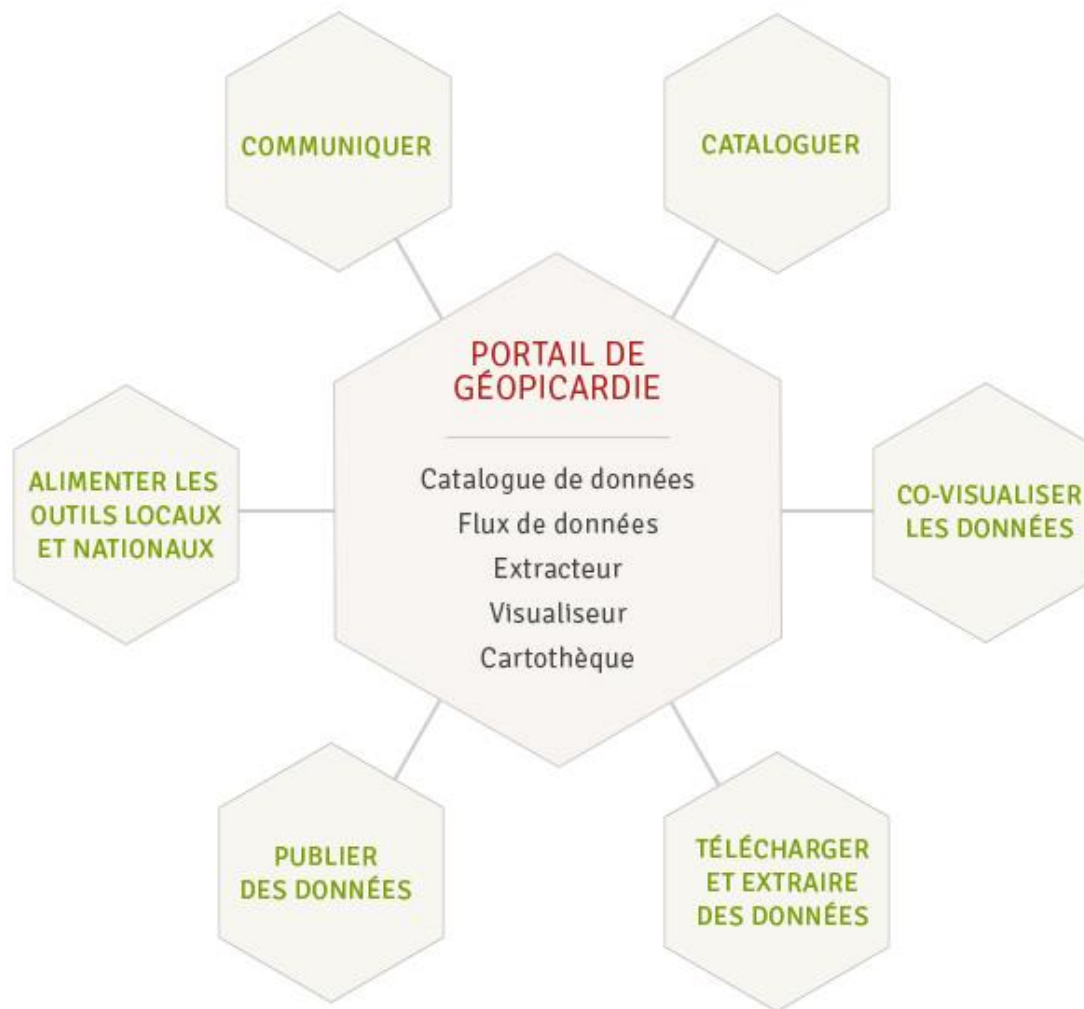 COMMUNIQUER
CATALOGUER
PORTAIL DE
GÉOPICARDIE
Catalogue de données
Flux de données
Extracteur
Visualiseur
Cartothèque
ALIMENTER LES
OUTILS LOCAUX
ET NATIONAUX
CO-VISUALISER
LES DONNÉES
PUBLIER
DES DONNÉES
TÉLÉCHARGER
ET EXTRAIRE
DES DONNÉES